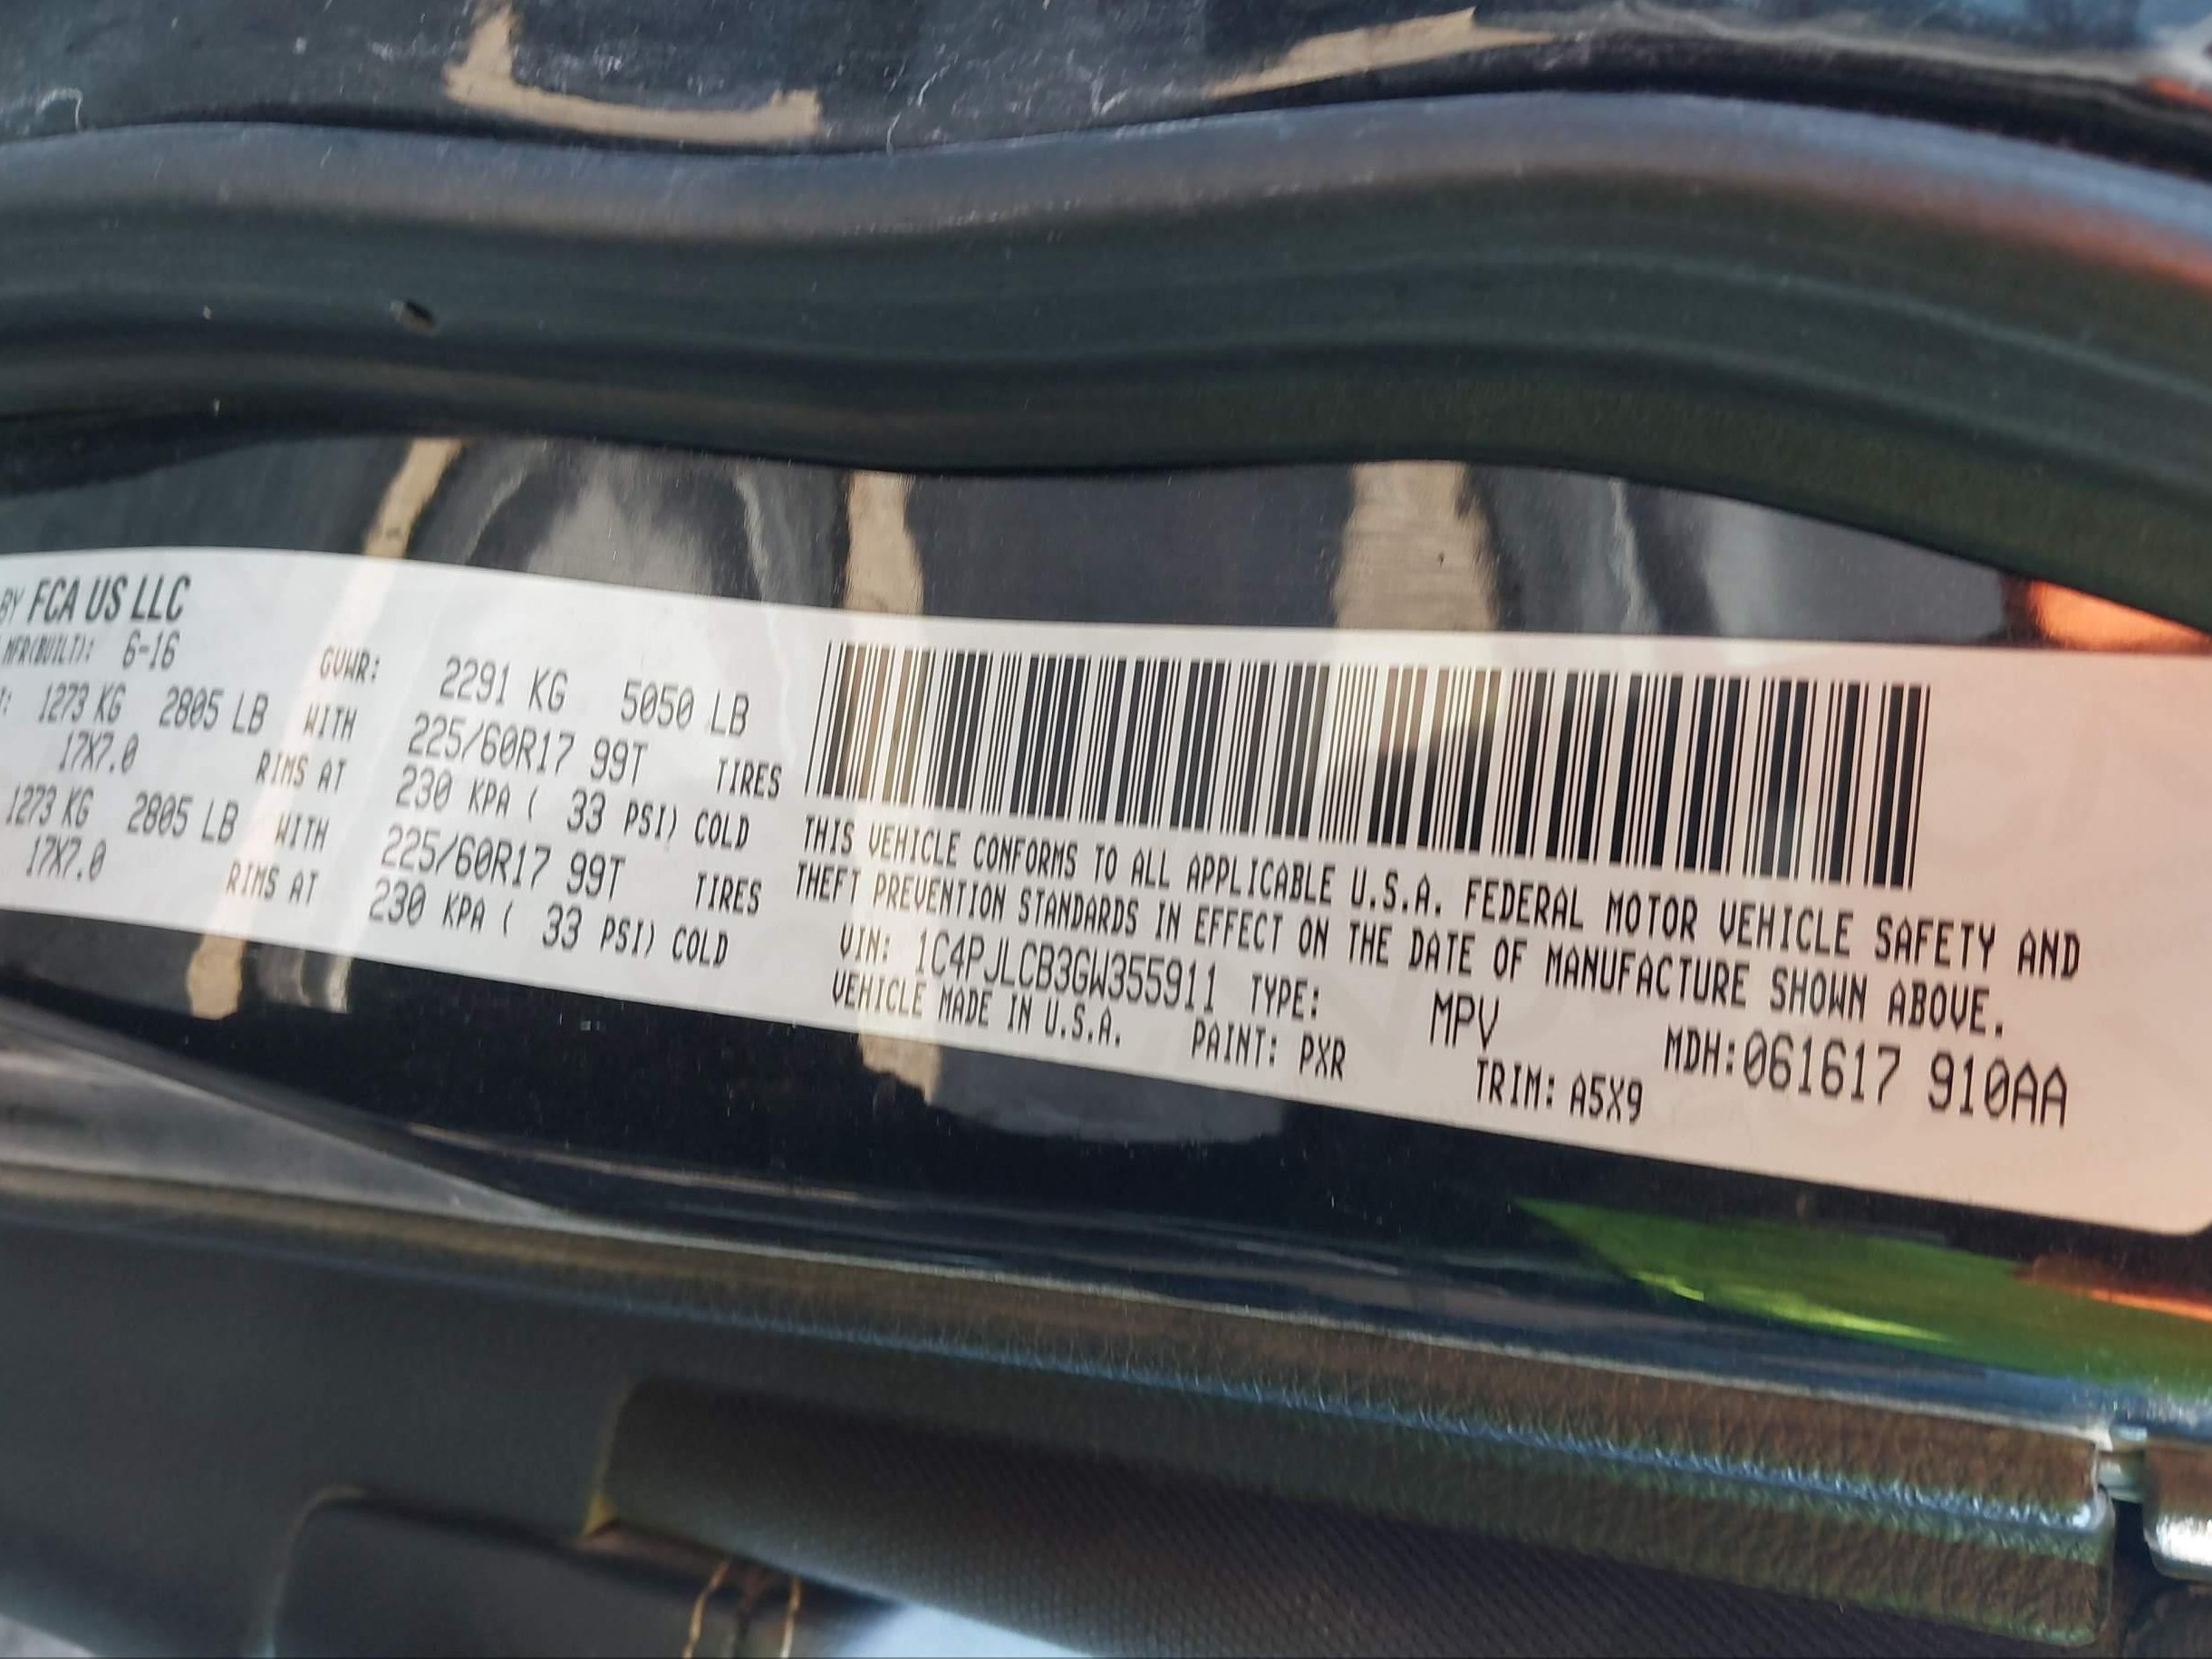 BY FCA US LLC
MFR(BUILT): 6-16 GVWR: 2291 KG 5050 LB
T: 1273 KG 2805 LB WITH 225/60R17 99T TIRES
17X7.0 RIMS AT 230 KPA ( 33 PSI) COLD
1273 KG 2805 LB WITH 225/60R17 99T TIRES
17X7.0 RIMS AT 230 KPA ( 33 PSI) COLD
THIS VEHICLE CONFORMS TO ALL APPLICABLE U.S.A. FEDERAL MOTOR VEHICLE SAFETY AND
THEFT PREVENTION STANDARDS IN EFFECT ON THE DATE OF MANUFACTURE SHOWN ABOVE.
VIN: 1C4PJLCB3GW355911 TYPE: MPV MDH:061617 910AA
VEHICLE MADE IN U.S.A. PAINT: PXR TRIM: A5X9